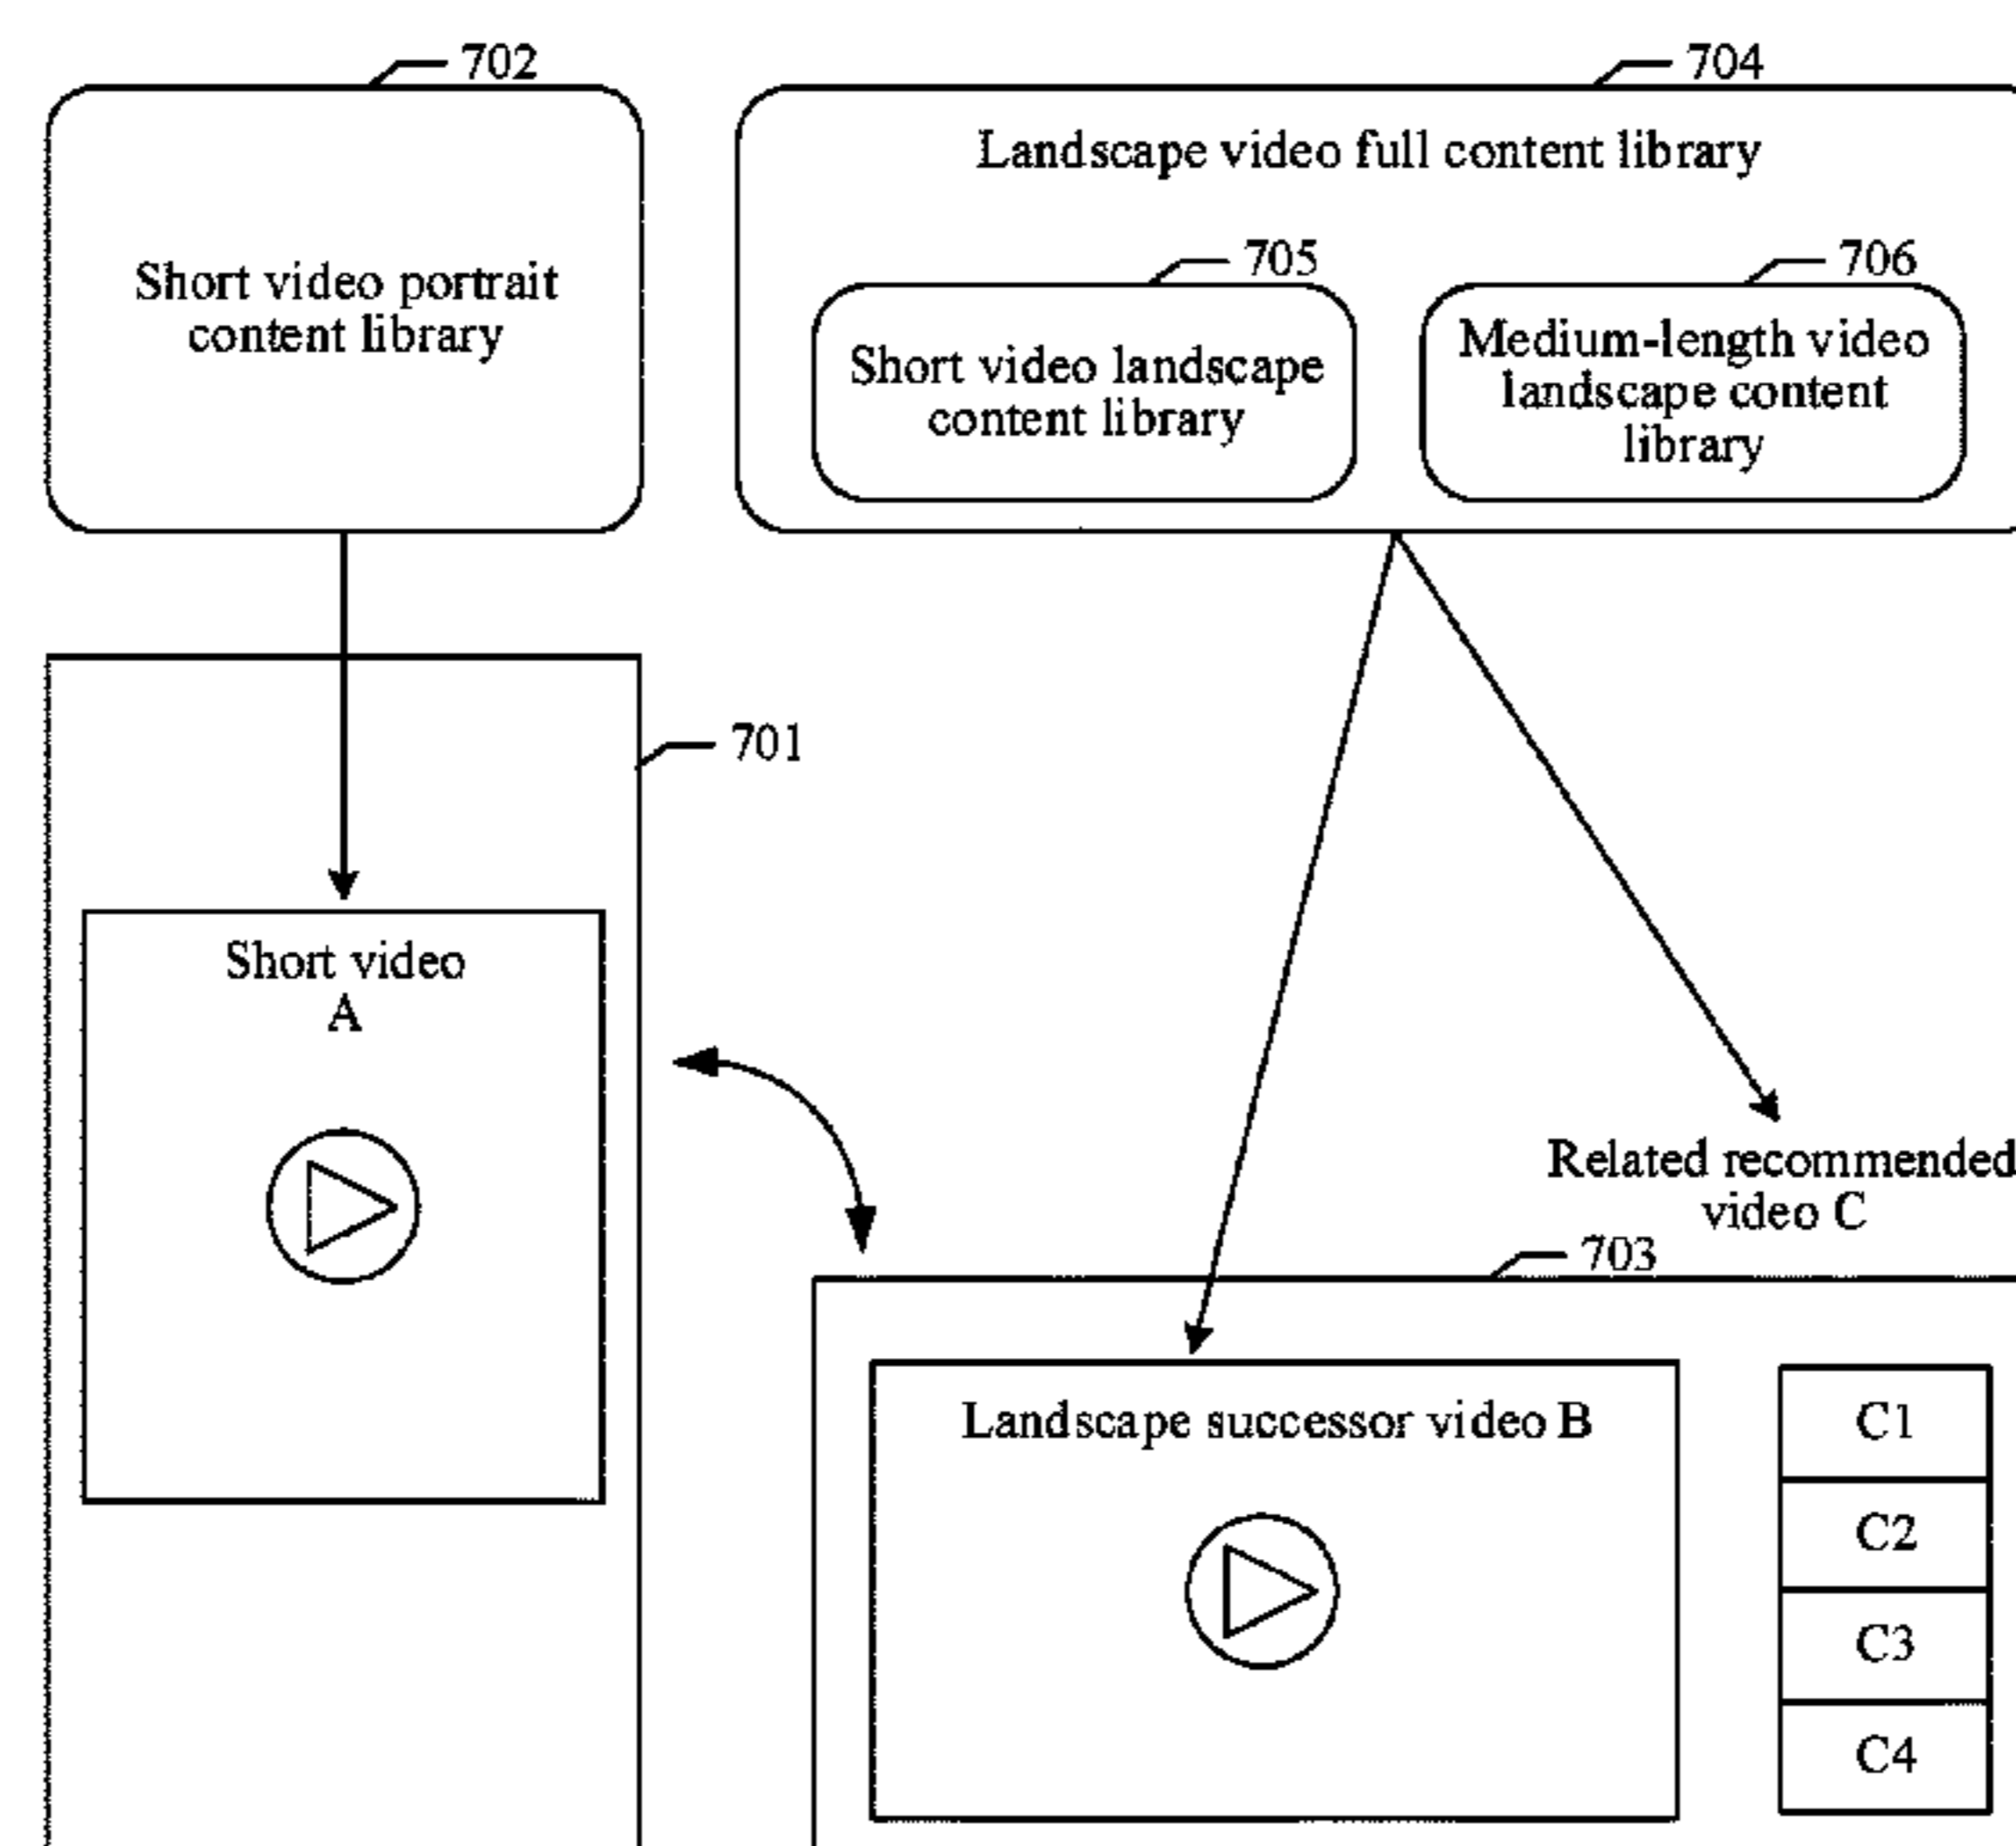 702
704
Landscape video full content library
Short video portrait
content library
705
706
Short video landscape
content library
Medium-length video
landscape content
library
701
Short video
A
Related recommended
video C
703
Landscape successor video B
C1
C2
C3
C4